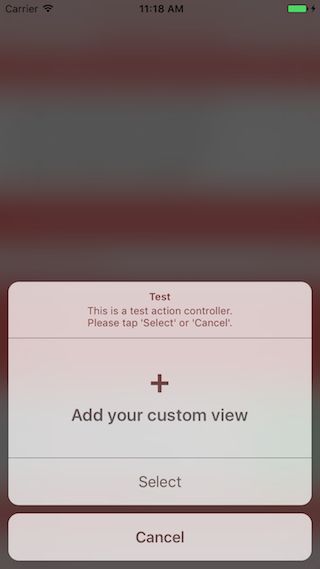 Carrier 11:18 AM
Test
This is a test action controller.
Please tap 'Select' or 'Cancel'.
+
Add your custom view
Select
Cancel